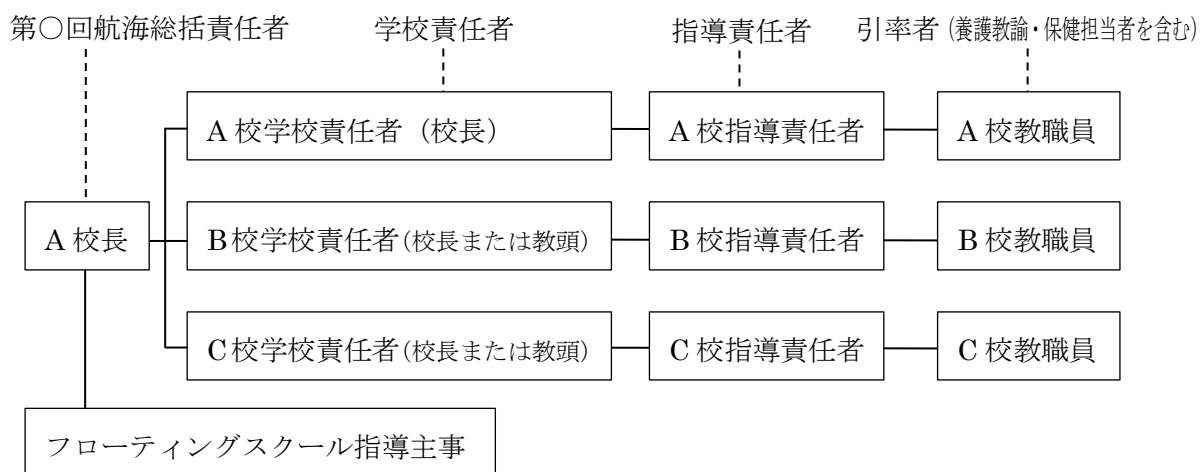 第○回航海総括責任者 学校責任者 指導責任者 引率者(養護教諭・保健担当者を含む)
A校学校責任者(校長) A校指導責任者 A校教職員
A校長 B校学校責任者(校長または教頭) B校指導責任者 B校教職員
C校学校責任者(校長または教頭) C校指導責任者 C校教職員
フローティングスクール指導主事